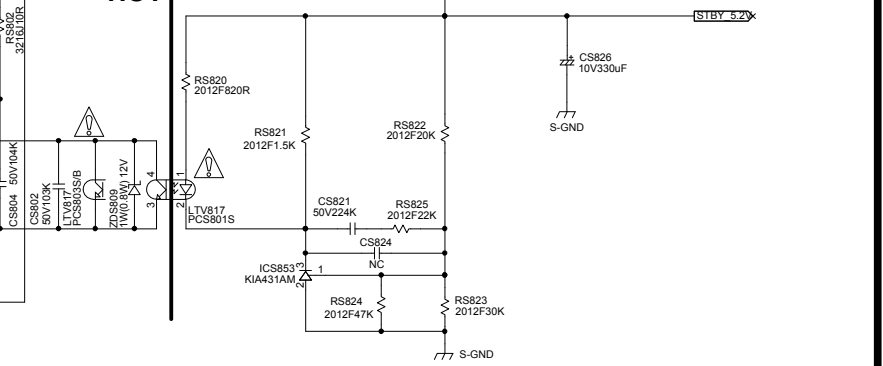 RS802
3216J10R
STBY_5.2V
CS826
10V330uF
S-GND
RS820
2012F820R
RS821
2012F1.5K
RS822
2012F20K
CS804
50V104K
CS802
50V103K
LTV817
PCS803S/B
ZDS809
1W(0.8W) 12V
4
3
1
2
LTV817
PCS801S
CS821
50V224K
RS825
2012F22K
CS824
NC
ICS853
KIA431AM
3
1
2
RS824
2012F47K
RS823
2012F30K
S-GND